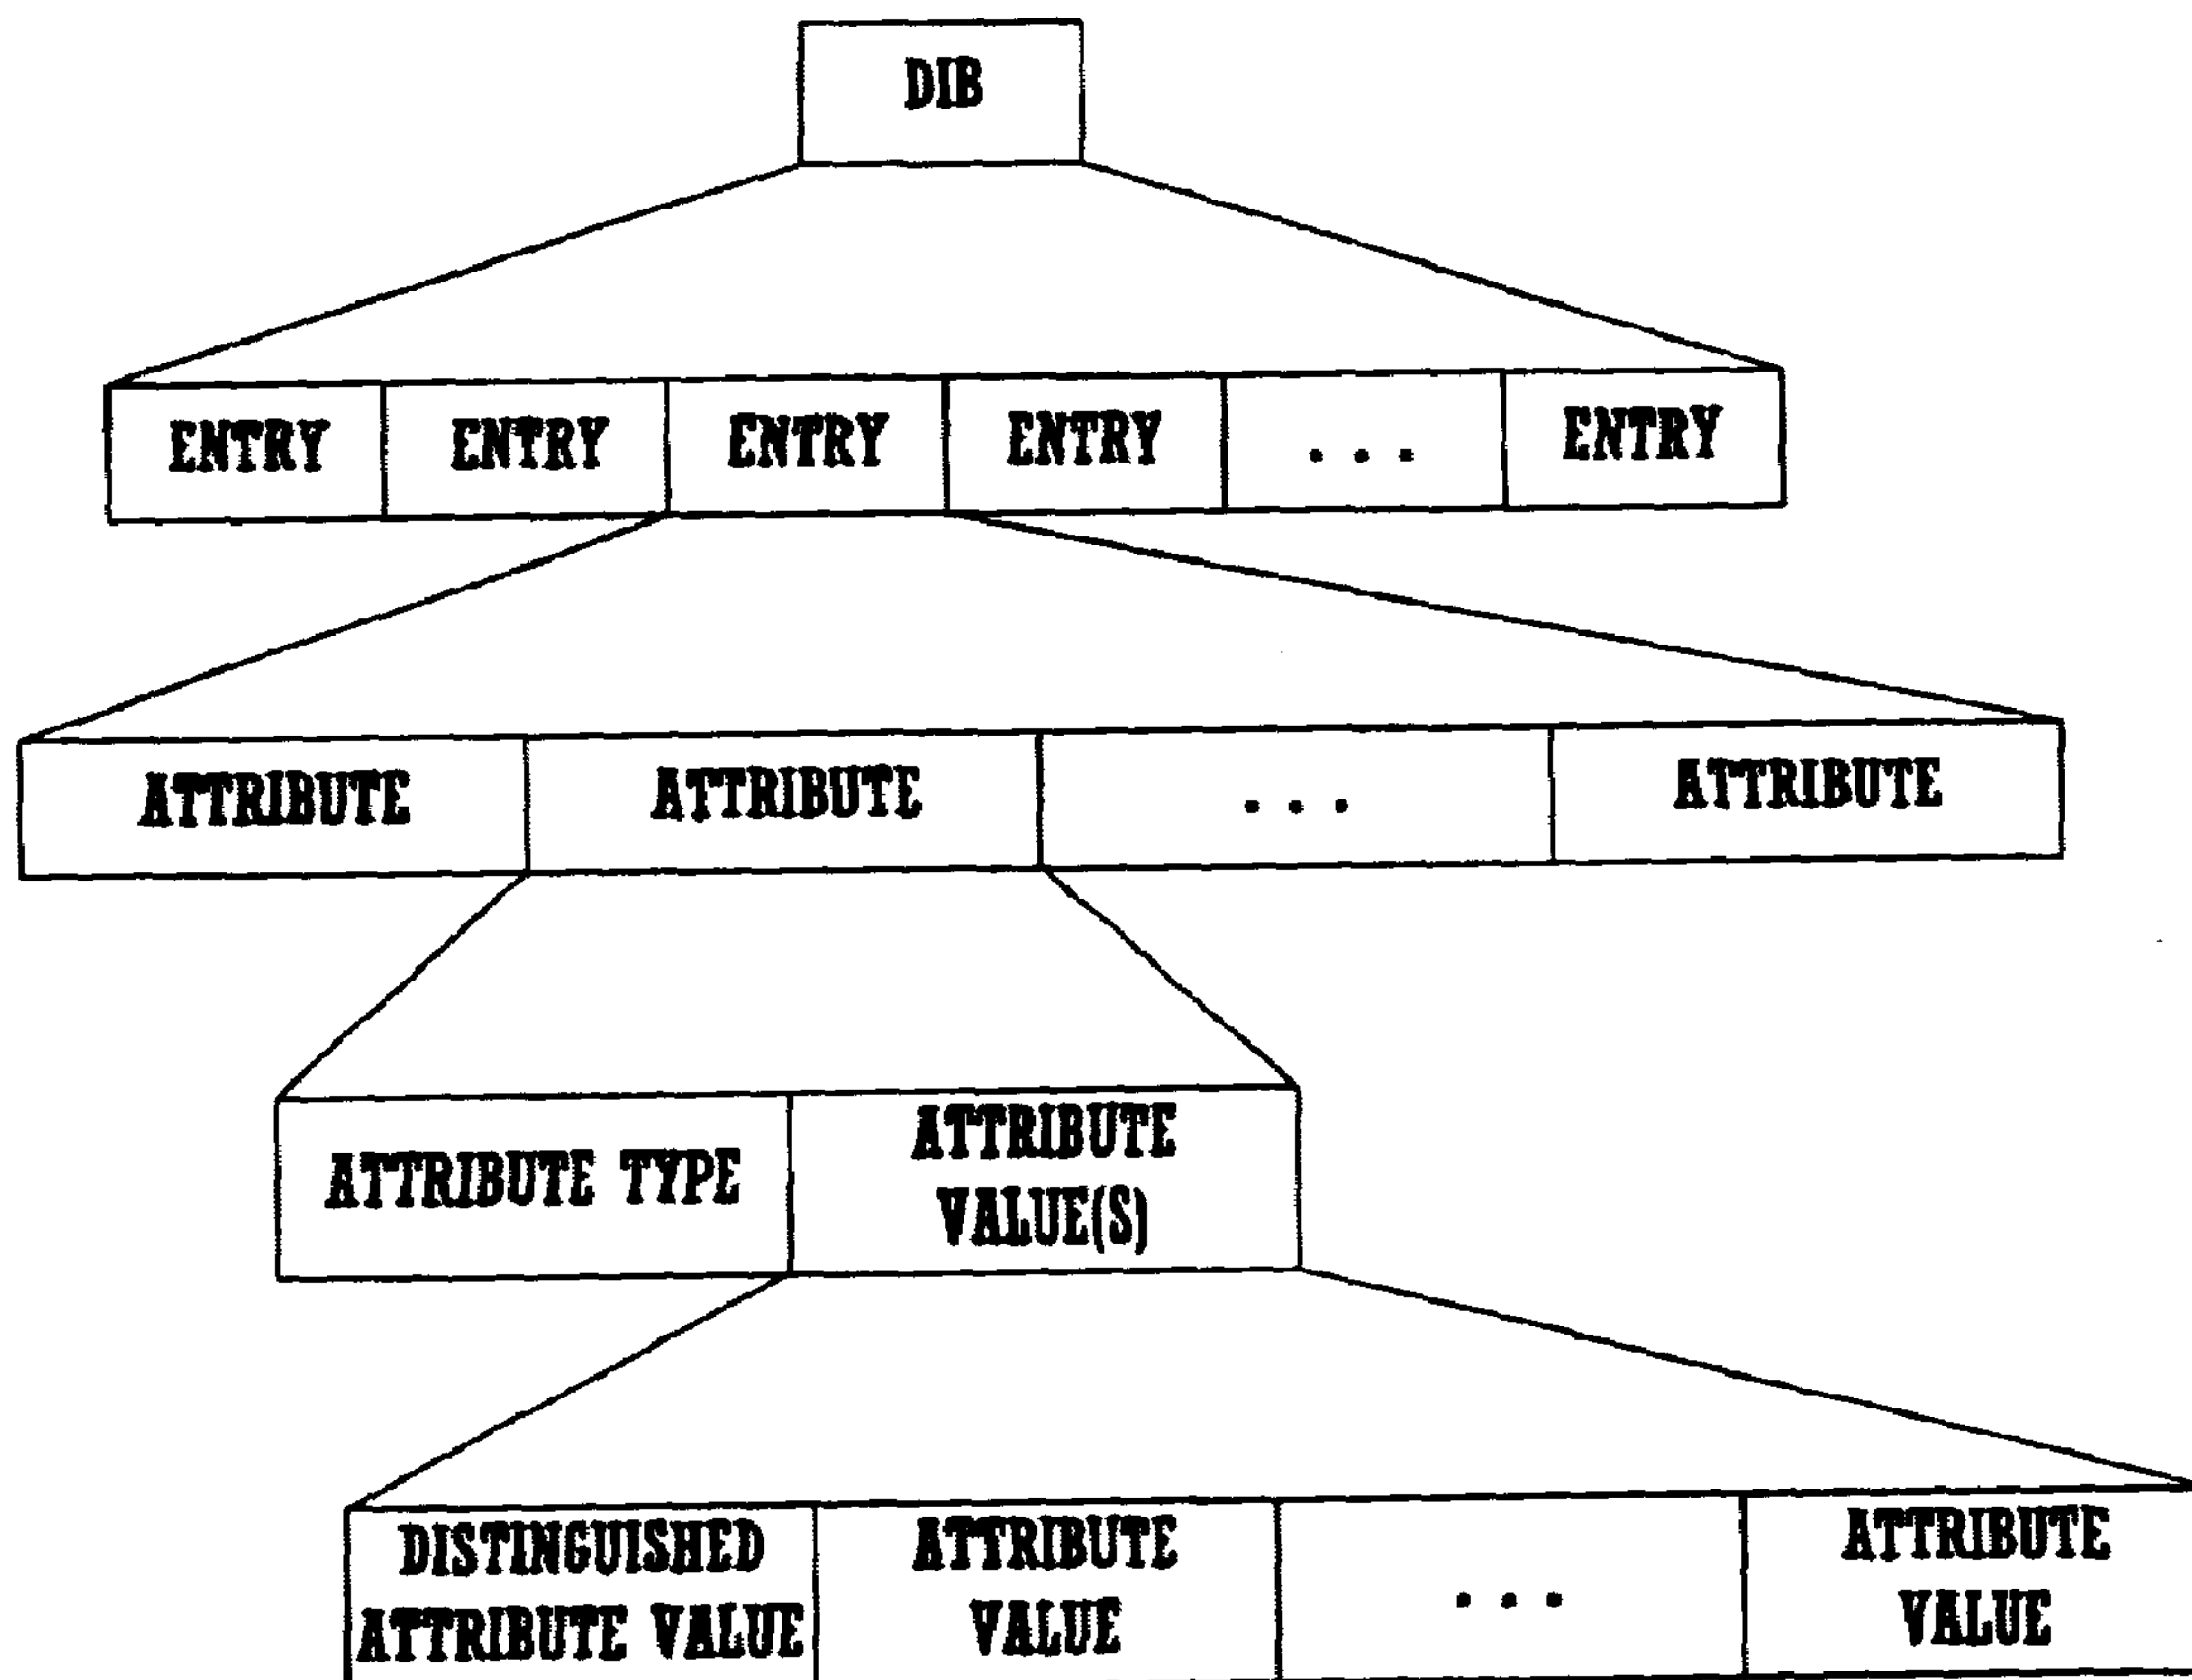 DIB
ENTRY ENTRY ENTRY ENTRY ... ENTRY
ATTRIBUTE ATTRIBUTE ... ATTRIBUTE
ATTRIBUTE TYPE
ATTRIBUTE
VALUE(S)
DISTINGUISHED
ATTRIBUTE VALUE
ATTRIBUTE
VALUE
...
ATTRIBUTE
VALUE